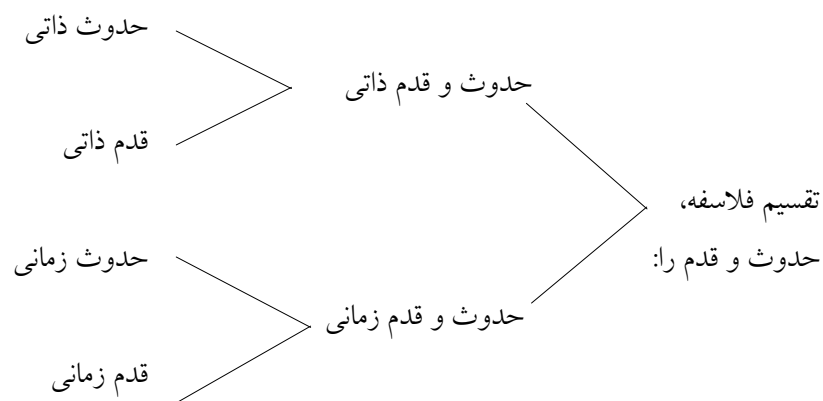 تقسیم فلاسفه،
حدوث و قدم را:
حدوث و قدم ذاتی
حدوث ذاتی
قدم ذاتی
حدوث و قدم زمانی
حدوث زمانی
قدم زمانی